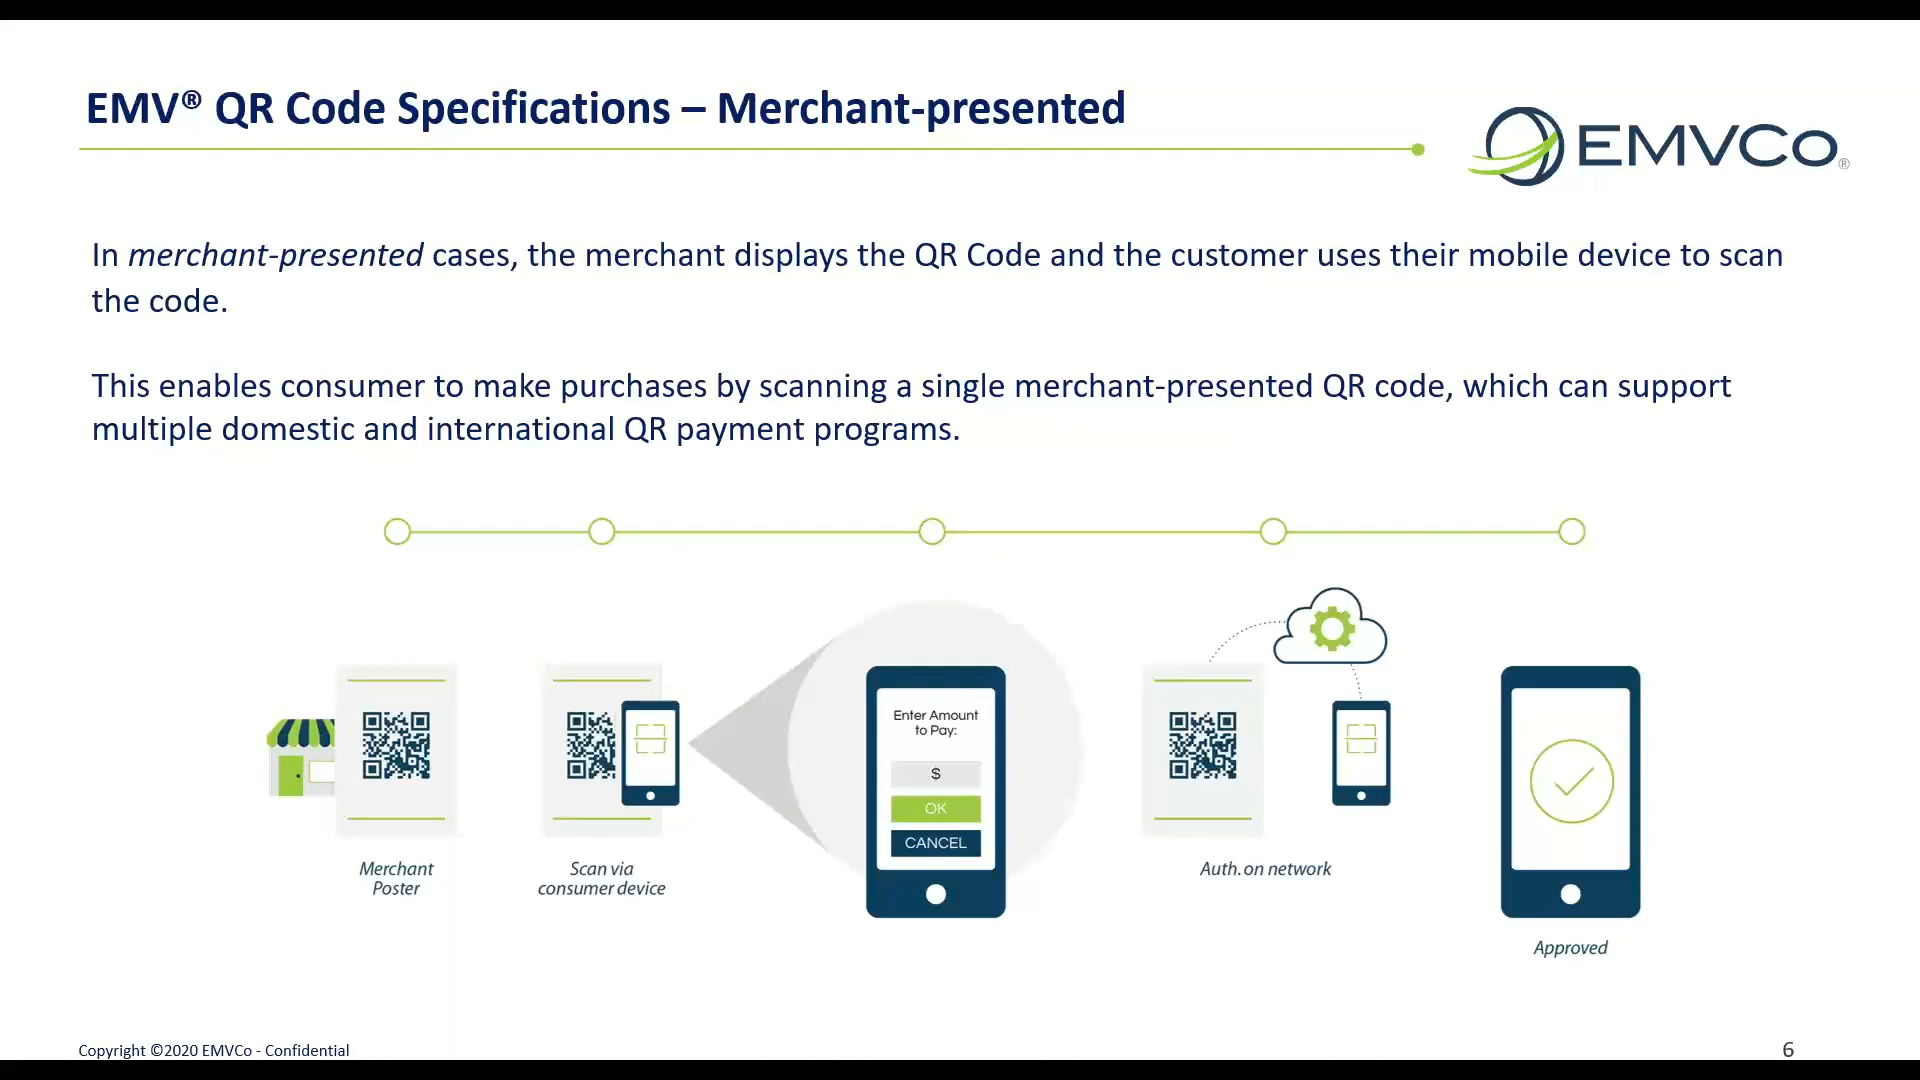 EMV® QR Code Specifications – Merchant-presented
EMVCo®
In merchant-presented cases, the merchant displays the QR Code and the customer uses their mobile device to scan
the code.
This enables consumer to make purchases by scanning a single merchant-presented QR code, which can support
multiple domestic and international QR payment programs.
Enter Amount
to Pay:
$
OK
CANCEL
Merchant
Poster
Scan via
consumer device
Auth. on network
Approved
Copyright ©2020 EMVCo - Confidential
6